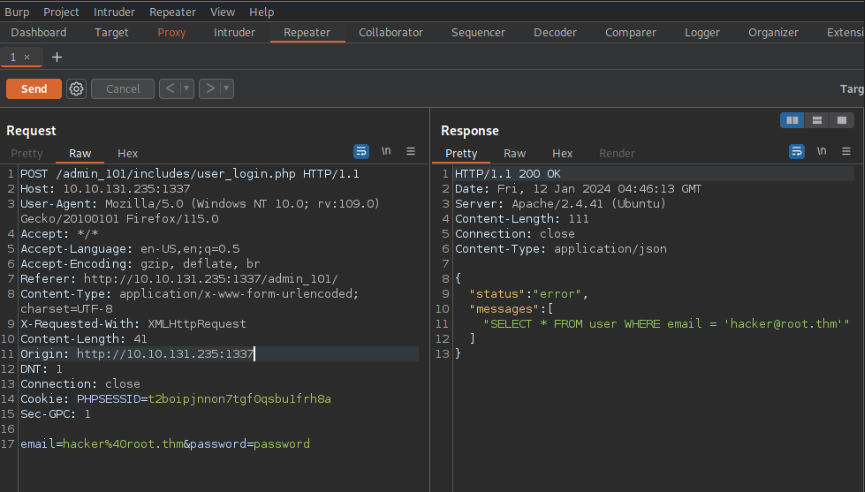 Burp Project Intruder Repeater View Help
Dashboard Target Proxy Intruder Repeater Collaborator Sequencer Decoder Comparer Logger Organizer Extensi
1 × +
Send Cancel < > Targ
Request
Pretty Raw Hex \n
1 POST /admin_101/includes/user_login.php HTTP/1.1
2 Host: 10.10.131.235:1337
3 User-Agent: Mozilla/5.0 (Windows NT 10.0; rv:109.0)
Gecko/20100101 Firefox/115.0
4 Accept: */*
5 Accept-Language: en-US,en;q=0.5
6 Accept-Encoding: gzip, deflate, br
7 Referer: http://10.10.131.235:1337/admin_101/
8 Content-Type: application/x-www-form-urlencoded;
charset=UTF-8
9 X-Requested-With: XMLHttpRequest
10 Content-Length: 41
11 Origin: http://10.10.131.235:1337
12 DNT: 1
13 Connection: close
14 Cookie: PHPSESSID=t2boipjnnon7tgf0qsbu1frh8a
15 Sec-GPC: 1
16
17 email=hacker%40root.thm&password=password
Response
Pretty Raw Hex Render \n
1 HTTP/1.1 200 OK
2 Date: Fri, 12 Jan 2024 04:46:13 GMT
3 Server: Apache/2.4.41 (Ubuntu)
4 Content-Length: 111
5 Connection: close
6 Content-Type: application/json
7
8 {
9 "status":"error",
10 "messages":[
11 "SELECT * FROM user WHERE email = 'hacker@root.thm'"
12 ]
13 }